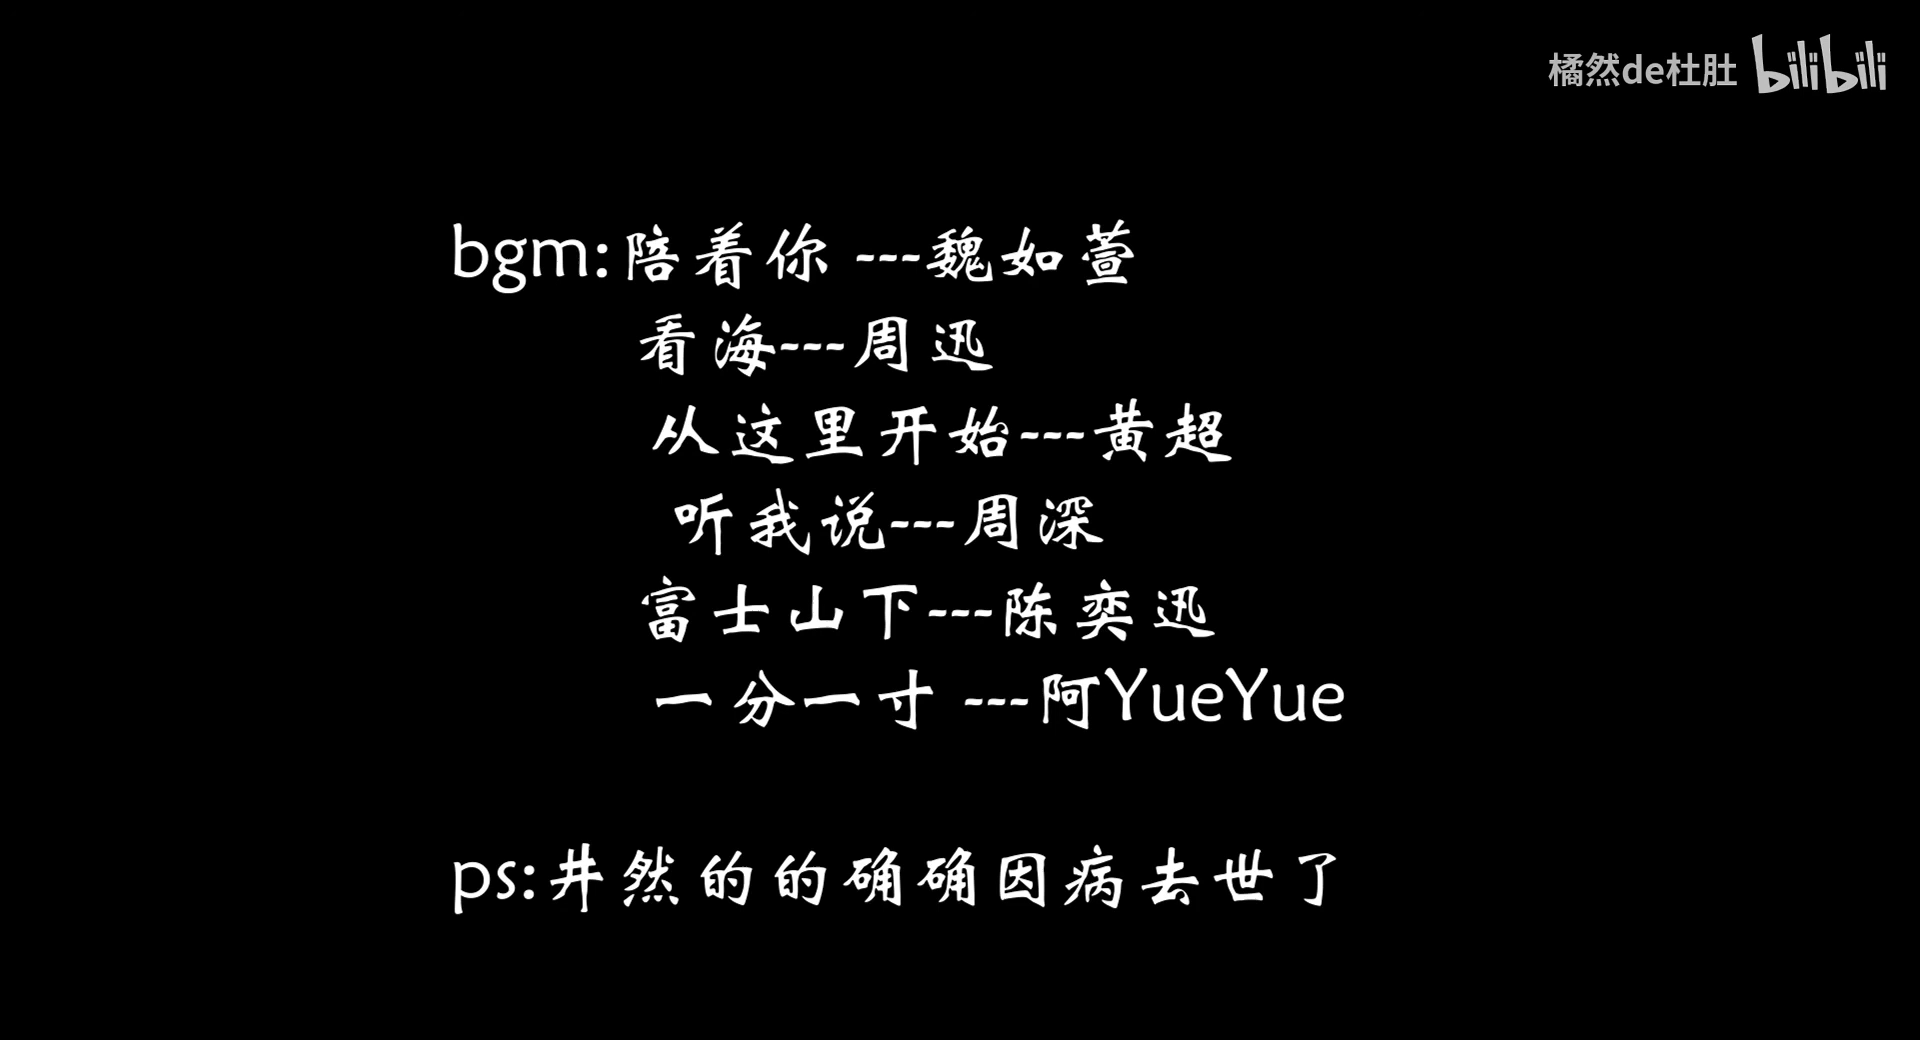 橘然de杜肚 bilibili
bgm:陪着你 ---魏如萱
看海---周迅
从这里开始---黄超
听我说---周深
富士山下---陈奕迅
一分一寸 ---阿YueYue
ps:井然的的确确因病去世了